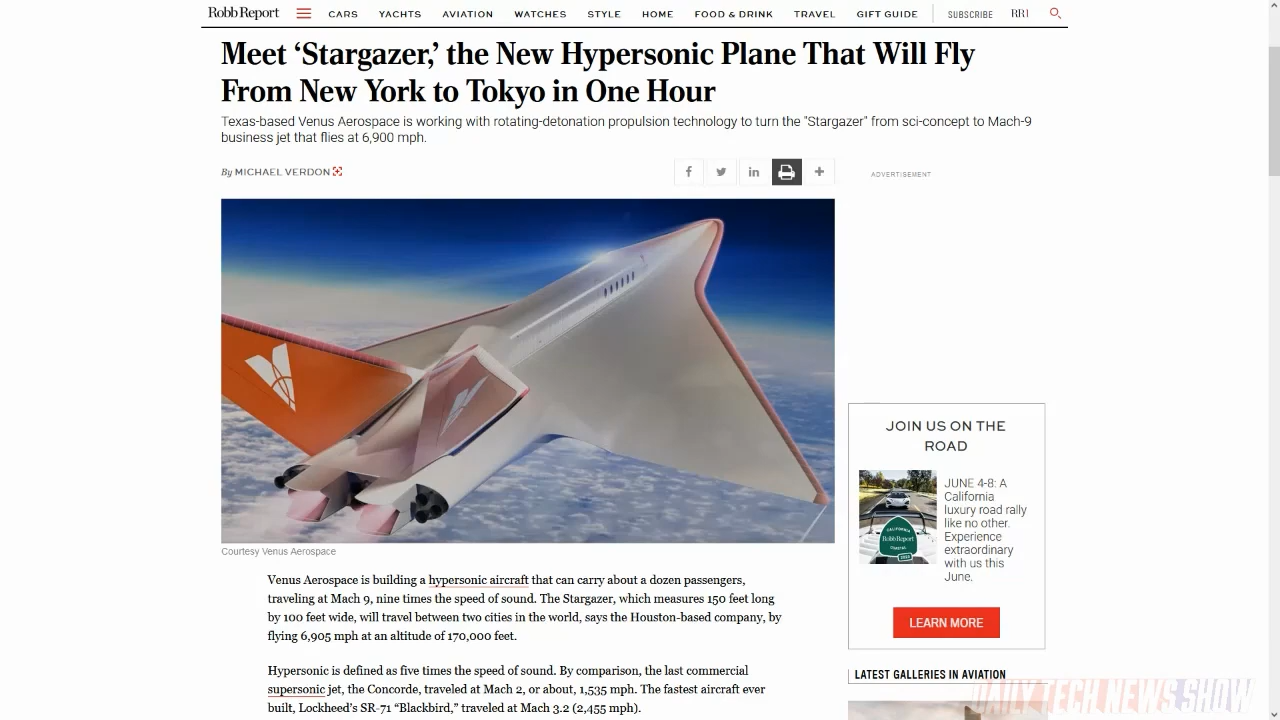 Robb Report CARS YACHTS AVIATION WATCHES STYLE HOME FOOD & DRINK TRAVEL GIFT GUIDE SUBSCRIBE RR1
Meet ‘Stargazer,’ the New Hypersonic Plane That Will Fly
From New York to Tokyo in One Hour
Texas-based Venus Aerospace is working with rotating-detonation propulsion technology to turn the "Stargazer" from sci-concept to Mach-9
business jet that flies at 6,900 mph.
By MICHAEL VERDON
ADVERTISEMENT
Courtesy Venus Aerospace
Venus Aerospace is building a hypersonic aircraft that can carry about a dozen passengers,
traveling at Mach 9, nine times the speed of sound. The Stargazer, which measures 150 feet long
by 100 feet wide, will travel between two cities in the world, says the Houston-based company, by
flying 6,905 mph at an altitude of 170,000 feet.
Hypersonic is defined as five times the speed of sound. By comparison, the last commercial
supersonic jet, the Concorde, traveled at Mach 2, or about, 1,535 mph. The fastest aircraft ever
built, Lockheed’s SR-71 “Blackbird,” traveled at Mach 3.2 (2,455 mph).
JOIN US ON THE
ROAD
JUNE 4-8: A
California
luxury road rally
like no other.
Experience
extraordinary
with us this
June.
CALIFORNIA
Robb Report
LEARN MORE
LATEST GALLERIES IN AVIATION
DAILY TECH NEWS SHOW